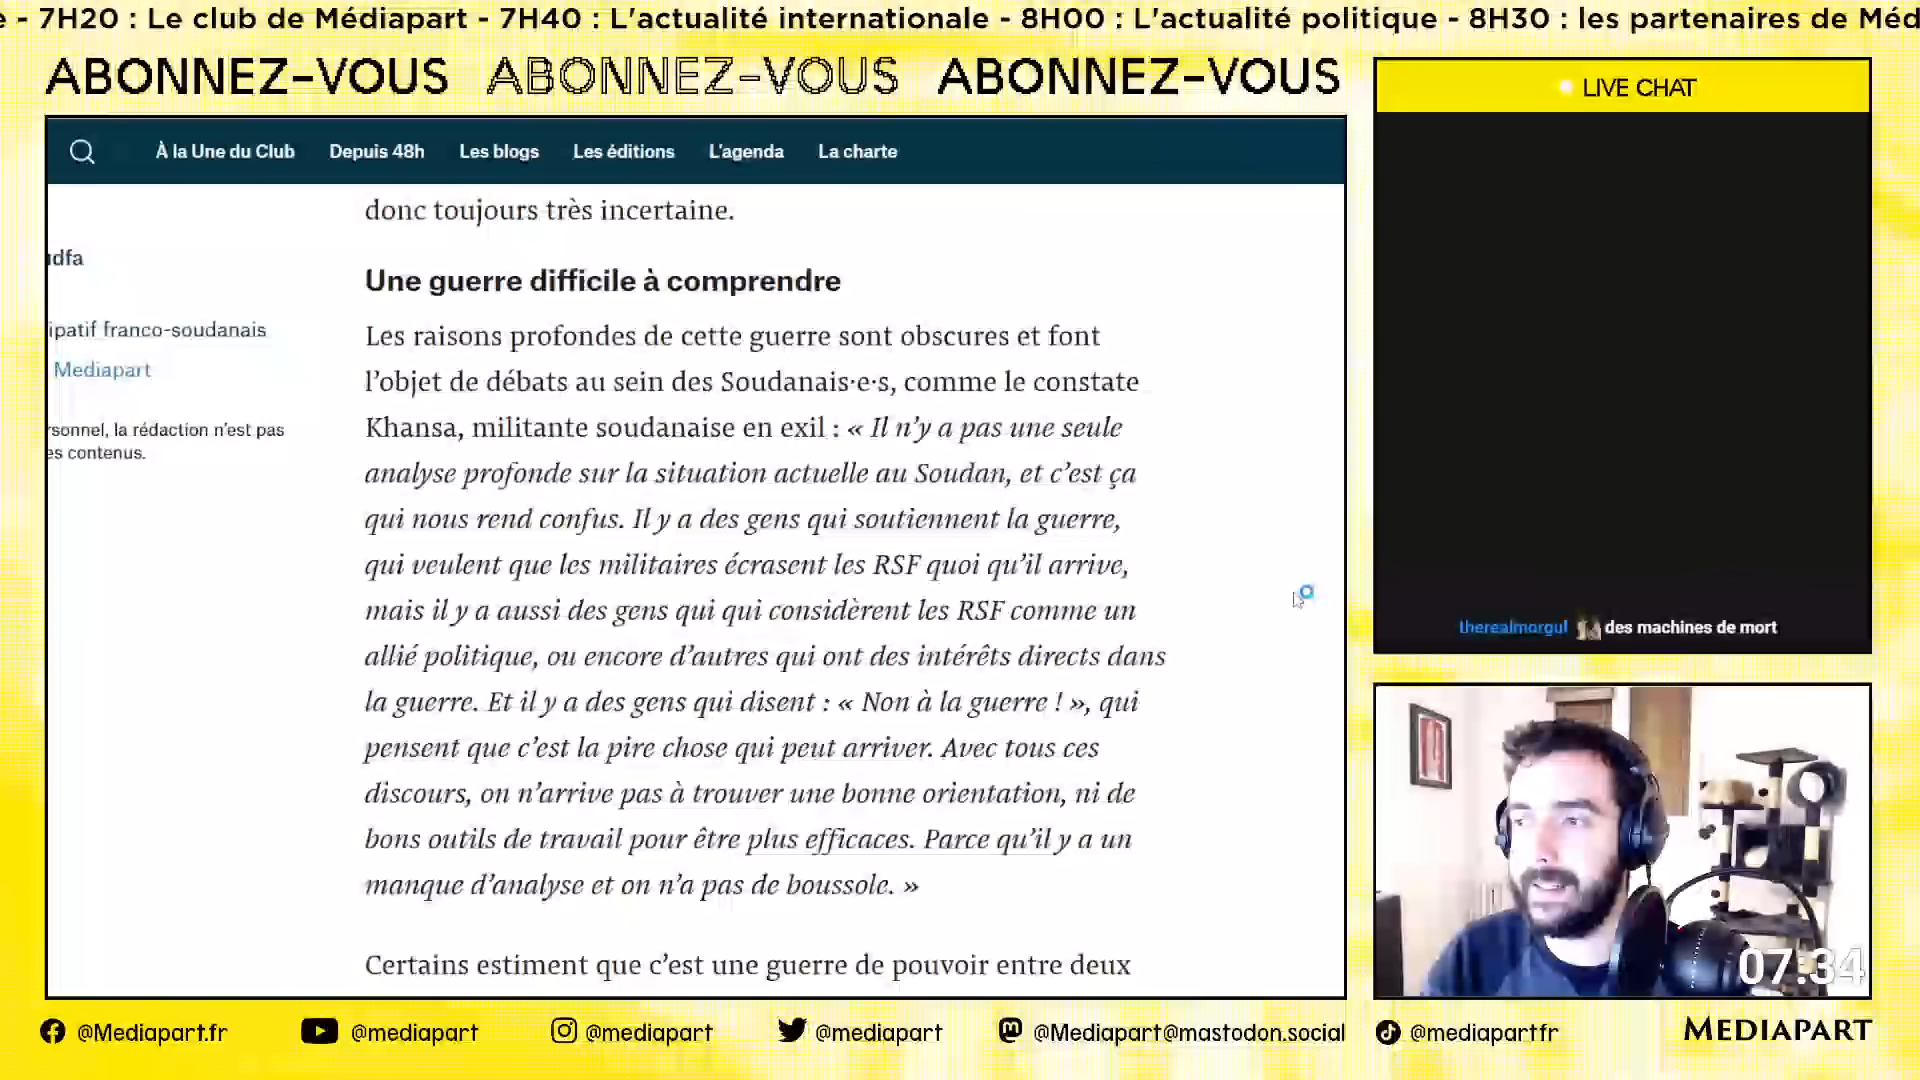 - 7H20 : Le club de Médiapart - 7H40 : L'actualité internationale - 8H00 : L'actualité politique - 8H30 : les partenaires de Méd
ABONNEZ-VOUS ABONNEZ-VOUS ABONNEZ-VOUS
LIVE CHAT
À la Une du Club Depuis 48h Les blogs Les éditions L'agenda La charte
donc toujours très incertaine.
dfa
ipatif franco-soudanais
Mediapart
rsonnel, la rédaction n'est pas
es contenus.
Une guerre difficile à comprendre
Les raisons profondes de cette guerre sont obscures et font
l'objet de débats au sein des Soudanais·e·s, comme le constate
Khansa, militante soudanaise en exil : « Il n'y a pas une seule
analyse profonde sur la situation actuelle au Soudan, et c'est ça
qui nous rend confus. Il y a des gens qui soutiennent la guerre,
qui veulent que les militaires écrasent les RSF quoi qu'il arrive,
mais il y a aussi des gens qui qui considèrent les RSF comme un
allié politique, ou encore d'autres qui ont des intérêts directs dans
la guerre. Et il y a des gens qui disent : « Non à la guerre ! », qui
pensent que c'est la pire chose qui peut arriver. Avec tous ces
discours, on n'arrive pas à trouver une bonne orientation, ni de
bons outils de travail pour être plus efficaces. Parce qu'il y a un
manque d'analyse et on n'a pas de boussole. »
Certains estiment que c'est une guerre de pouvoir entre deux
therealmorgul des machines de mort
07:34
@Mediapart.fr @mediapart @mediapart @mediapart @Mediapart@mastodon.social @mediapartfr MEDIAPART